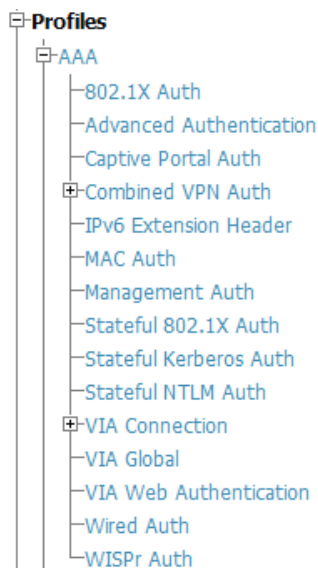 Profiles
AAA
802.1X Auth
Advanced Authentication
Captive Portal Auth
Combined VPN Auth
IPv6 Extension Header
MAC Auth
Management Auth
Stateful 802.1X Auth
Stateful Kerberos Auth
Stateful NTLM Auth
VIA Connection
VIA Global
VIA Web Authentication
Wired Auth
WISPr Auth